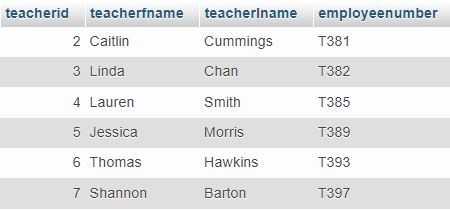 teacherid teacherfname teacherlname employeenumber
2 Caitlin Cummings T381
3 Linda Chan T382
4 Lauren Smith T385
5 Jessica Morris T389
6 Thomas Hawkins T393
7 Shannon Barton T397